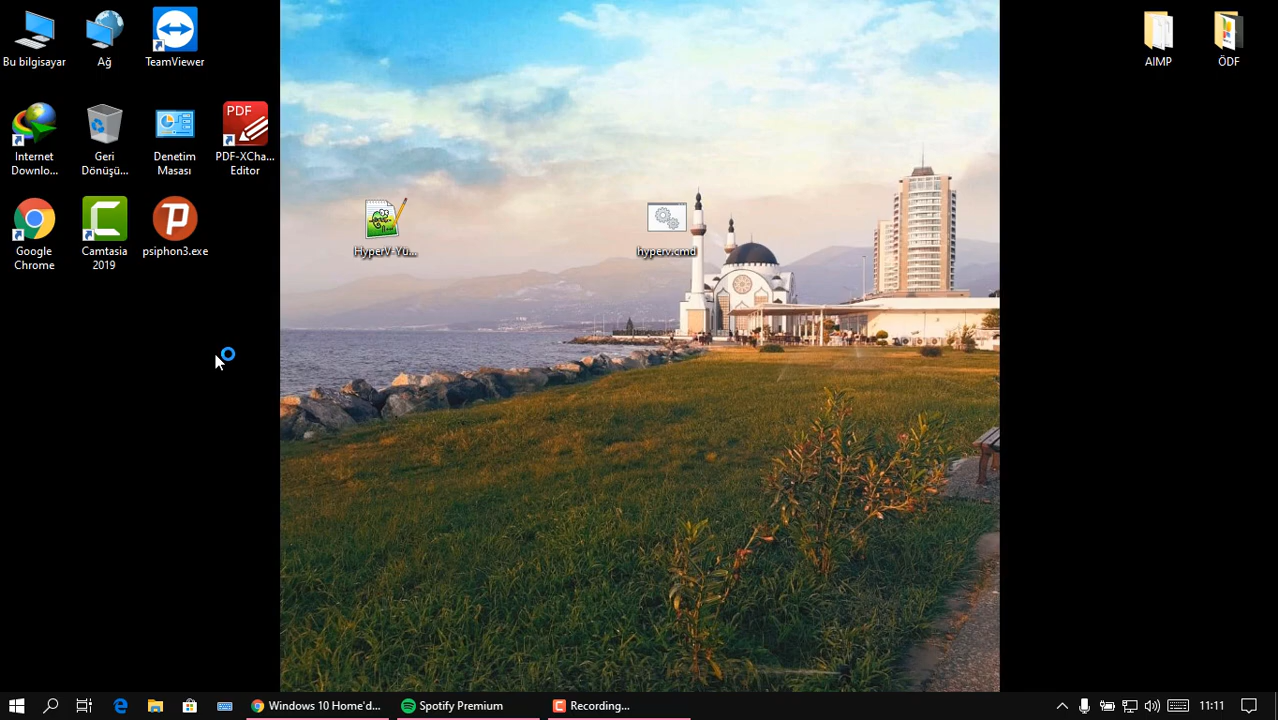 Bu bilgisayar
Ağ
TeamViewer
AIMP
ÖDF
PDF
Internet
Downlo...
Geri
Dönüşü...
Denetim
Masası
PDF-XCha...
Editor
Google
Chrome
Camtasia
2019
psiphon3.exe
HyperV-Yü...
hyperv.cmd
Windows 10 Home'd...
Spotify Premium
Recording...
11:11